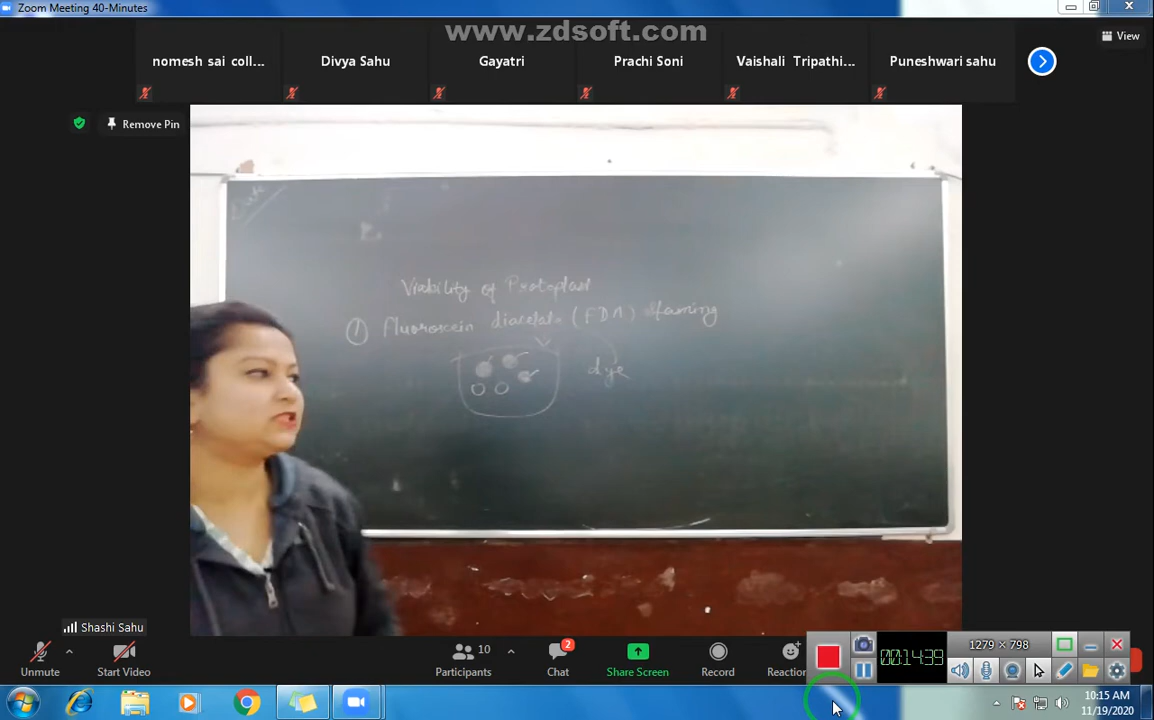 Zoom Meeting 40-Minutes
www.zdsoft.com
View
nomesh sai coll...
Divya Sahu
Gayatri
Prachi Soni
Vaishali Tripathi...
Puneshwari sahu
Remove Pin
Date
Viability of Protoplast
① fluoroscein diacetate (FDA) staining
dye
Shashi Sahu
Unmute
Start Video
10
Participants
2
Chat
Share Screen
Record
Reaction
00:14:39
1279 × 798
10:15 AM
11/19/2020